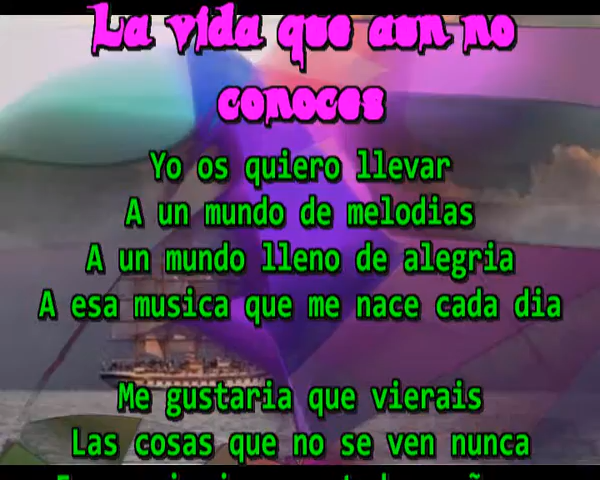 La vida que aun no
conoces
Yo os quiero llevar
A un mundo de melodias
A un mundo lleno de alegria
A esa musica que me nace cada dia
Me gustaria que vierais
Las cosas que no se ven nunca